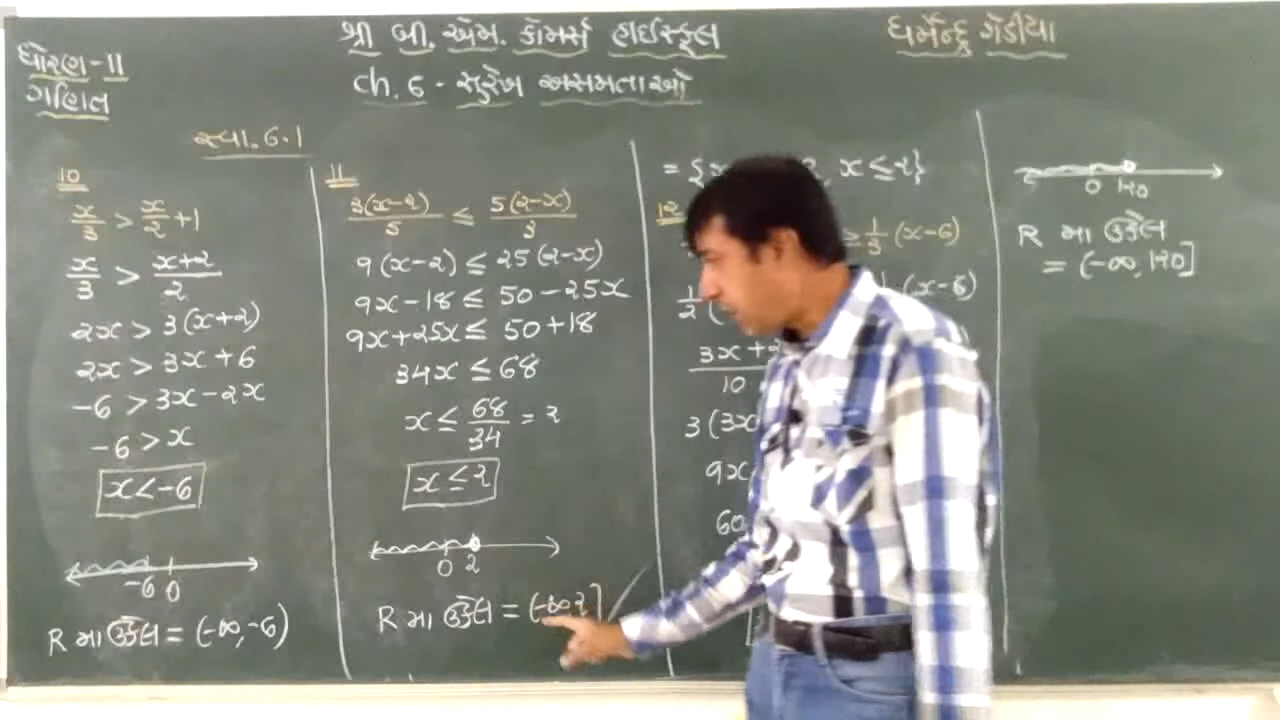 શ્રી બી. એમ. કોમર્સ હાઈસ્કૂલ
ધર્મેન્દ્ર ગેડીયા
ધોરણ-11
ગણિત
ch. 6 - સુરેખ અસમતાઓ
સ્વા. 6.1
10
x/3 > x/2 + 1
x/3 > (x+2)/2
2x > 3(x+2)
2x > 3x + 6
-6 > 3x - 2x
-6 > x
x < -6
-6 0
R માં ઉકેલ = (-∞, -6)
11
3(x-2)/5 ≤ 5(2-x)/3
9(x-2) ≤ 25(2-x)
9x - 18 ≤ 50 - 25x
9x + 25x ≤ 50 + 18
34x ≤ 68
x ≤ 68/34 = 2
x ≤ 2
0 2
R માં ઉકેલ = (-∞, 2]
= {x
, x ≤ 2}
12
≥ 1/3 (x-6)
1/2 (
(x-6)
3x +
10
3(3x
9x
60
0 120
R માં ઉકેલ
= (-∞, 120]